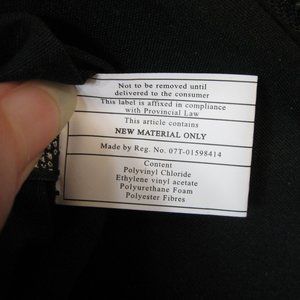 Not to be removed until
delivered to the consumer
This label is affixed in compliance
with Provincial Law
This article contains
NEW MATERIAL ONLY
Made by Reg. No. 07T-01598414
Content
Polyvinyl Chloride
Ethylene vinyl acetate
Polyurethane Foam
Polyester Fibres